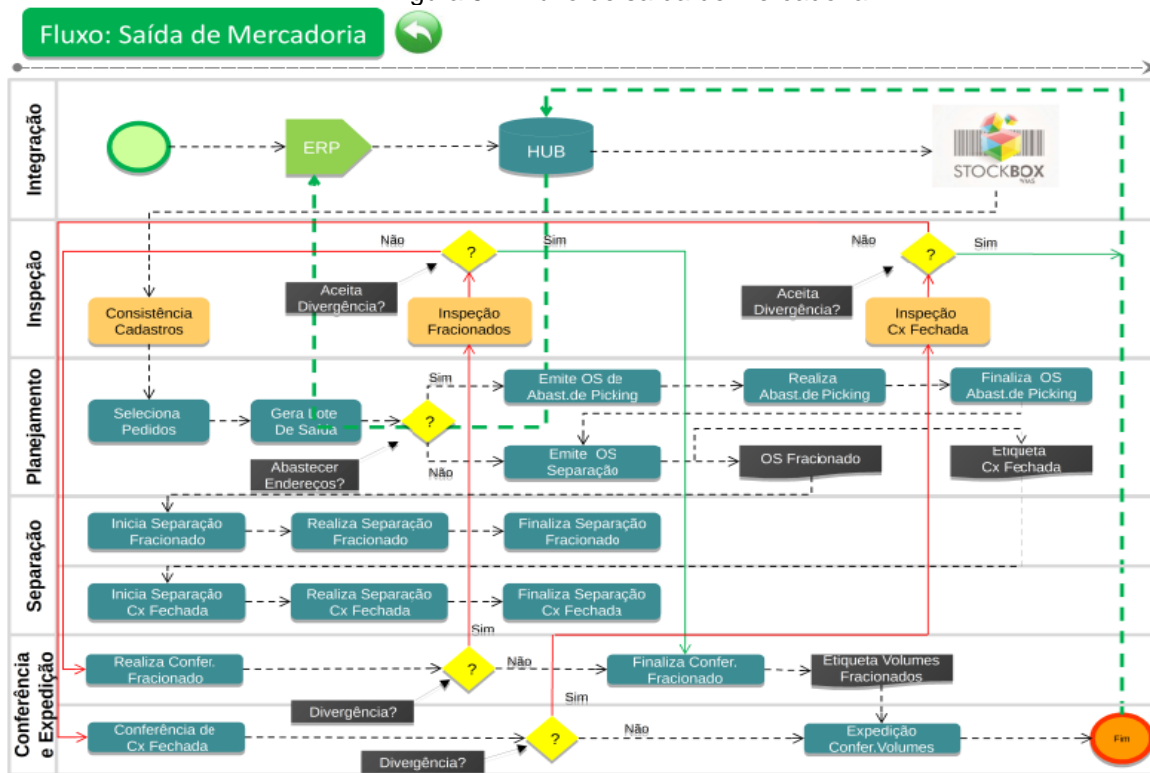 Fluxo: Saída de Mercadoria
Integração
ERP
HUB
STOCKBOX
WMS
Inspeção
Não
?
Sim
Não
?
Sim
Aceita
Divergência?
Aceita
Divergência?
Consistência
Cadastros
Inspeção
Fracionados
Inspeção
Cx Fechada
Planejamento
Sim
Emite OS de
Abast.de Picking
Realiza
Abast.de Picking
Finaliza OS
Abast.de Picking
Seleciona
Pedidos
Gera Lote
De Saída
?
Abastecer
Endereços?
Não
Emite OS
Separação
OS Fracionado
Etiqueta
Cx Fechada
Separação
Inicia Separação
Fracionado
Realiza Separação
Fracionado
Finaliza Separação
Fracionado
Inicia Separação
Cx Fechada
Realiza Separação
Cx Fechada
Finaliza Separação
Cx Fechada
Conferência
e Expedição
Sim
Realiza Confer.
Fracionado
?
Não
Finaliza Confer.
Fracionado
Etiqueta Volumes
Fracionados
Divergência?
Sim
Conferência de
Cx Fechada
?
Não
Expedição
Confer.Volumes
Fim
Divergência?